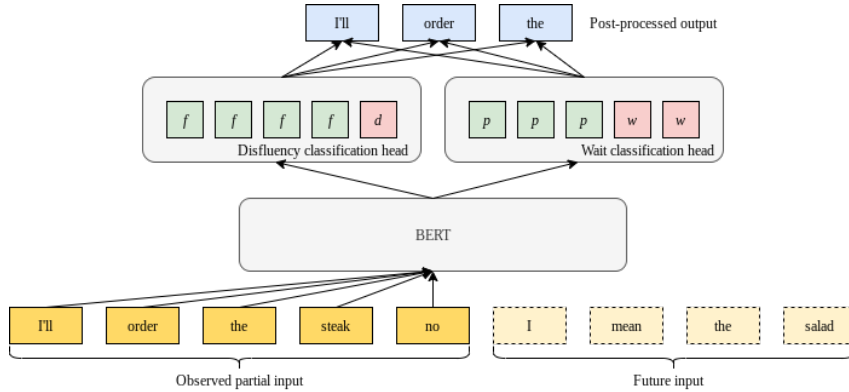 I'll order the Post-processed output
f f f f d p p p w w
Disfluency classification head Wait classification head
BERT
I'll order the steak no I mean the salad
Observed partial input Future input